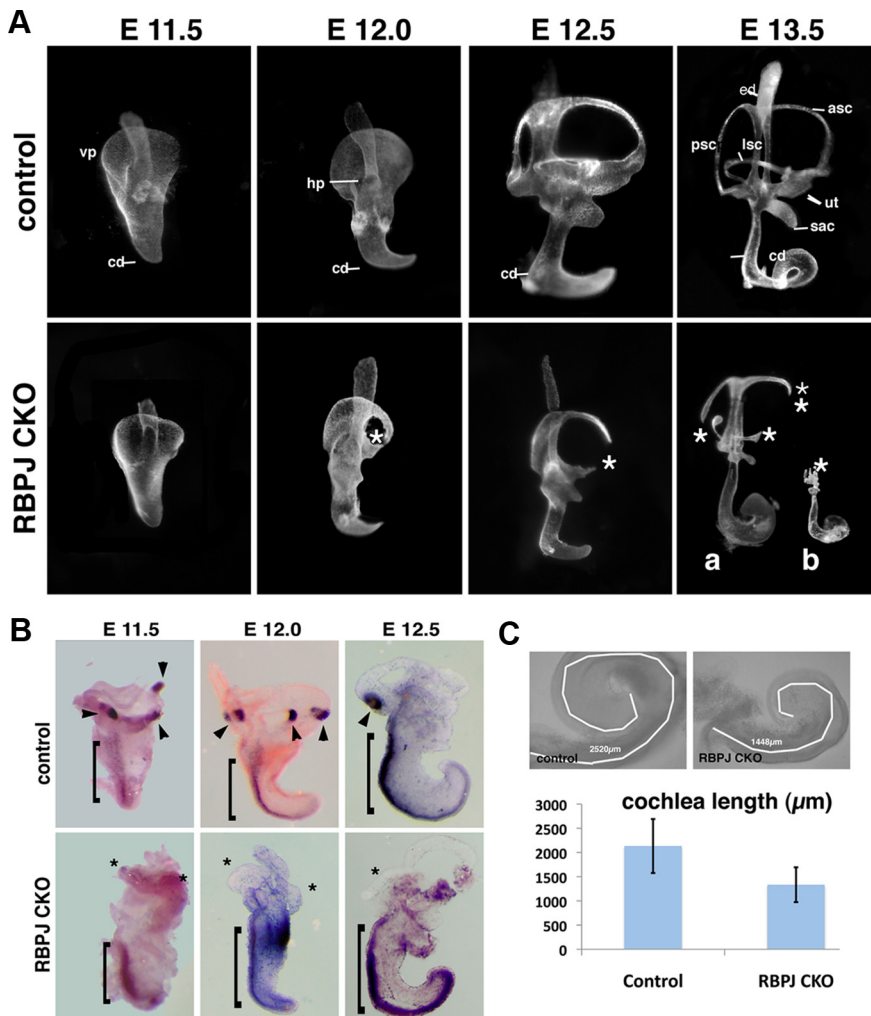 A
E 11.5 E 12.0 E 12.5 E 13.5
control
vp
cd
hp
cd
cd
ed
asc
psc
lsc
ut
sac
cd
RBPJ CKO
*
*
*
*
*
*
*
a
b
B
E 11.5 E 12.0 E 12.5
control
RBPJ CKO
*
*
*
*
*
C
control
2520µm
RBPJ CKO
1448µm
cochlea length (µm)
3000
2500
2000
1500
1000
500
0
Control RBPJ CKO